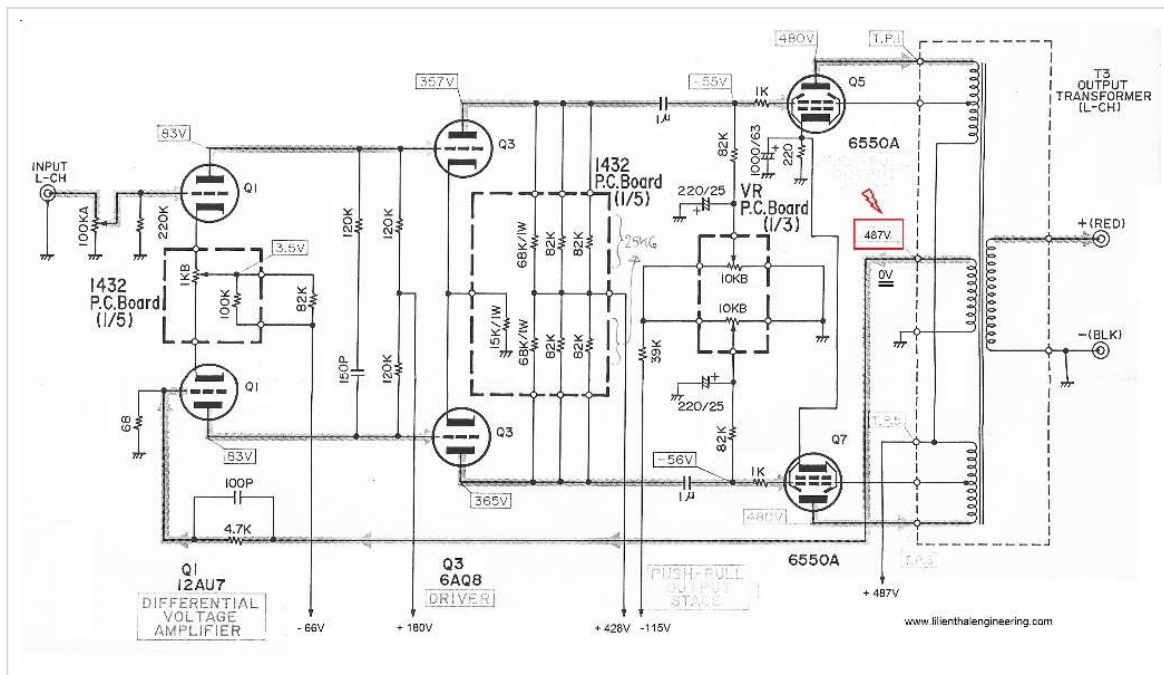 480V
T.P.1
T3
OUTPUT
TRANSFORMER
(L-CH)
Q5
357V
-55V
1K
1μ
6550A
83V
Q3
82K
1000/63
220
INPUT
L-CH
Q1
1432
P.C.Board
(1/5)
220/25
VR
P.C.Board
(1/3)
487V
+(RED)
100KA
220K
120K
120K
68K/1W
82K
82K
25K6
0V
3.5V
1KB
100K
82K
10KB
1432
P.C.Board
(1/5)
15K/1W
10KB
-(BLK)
150P
120K
68K/1W
82K
82K
39K
220/25
Q1
68
Q3
82K
Q7
83V
-56V
1K
365V
1μ
480V
100P
4.7K
6550A
Q1
12AU7
Q3
6AQ8
PUSH-PULL
OUTPUT
STAGE
DIFFERENTIAL
VOLTAGE
AMPLIFIER
DRIVER
- 66V
+ 180V
+ 428V
-115V
+ 487V
www.lilienthalengineering.com